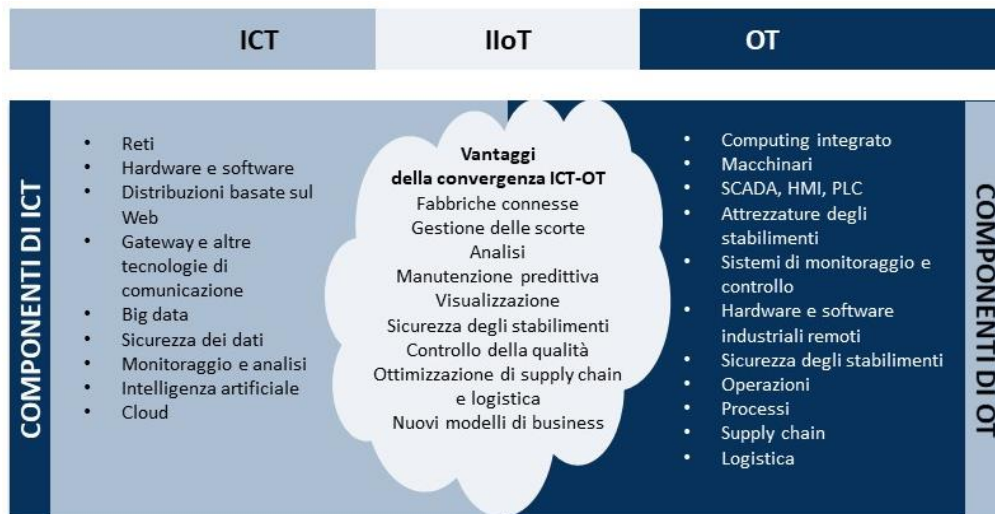 ICT
IIoT
OT
COMPONENTI DI ICT
• Reti
• Hardware e software
• Distribuzioni basate sul
Web
• Gateway e altre
tecnologie di
comunicazione
• Big data
• Sicurezza dei dati
• Monitoraggio e analisi
• Intelligenza artificiale
• Cloud
Vantaggi
della convergenza ICT-OT
Fabbriche connesse
Gestione delle scorte
Analisi
Manutenzione predittiva
Visualizzazione
Sicurezza degli stabilimenti
Controllo della qualità
Ottimizzazione di supply chain
e logistica
Nuovi modelli di business
• Computing integrato
• Macchinari
• SCADA, HMI, PLC
• Attrezzature degli
stabilimenti
• Sistemi di monitoraggio e
controllo
• Hardware e software
industriali remoti
• Sicurezza degli stabilimenti
• Operazioni
• Processi
• Supply chain
• Logistica
COMPONENTI DI OT